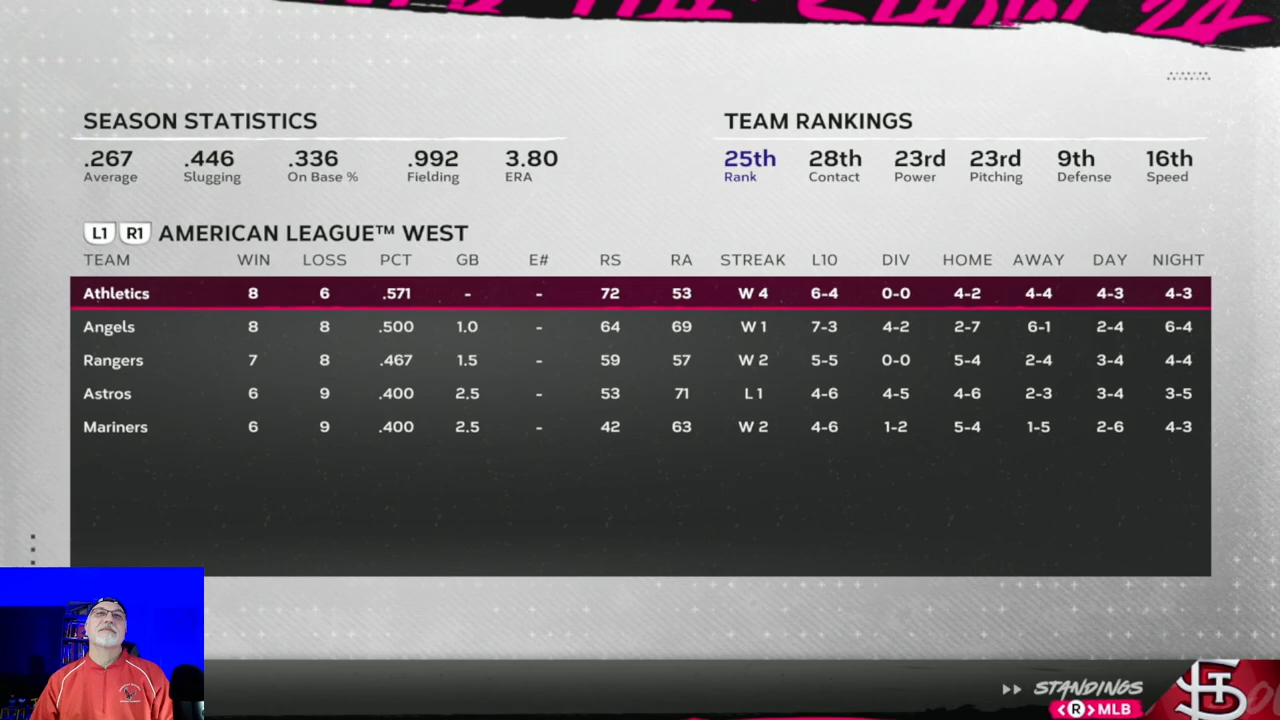 THE SHOW 24
SEASON STATISTICS
TEAM RANKINGS
.267 .446 .336 .992 3.80
Average Slugging On Base % Fielding ERA
25th 28th 23rd 23rd 9th 16th
Rank Contact Power Pitching Defense Speed
L1 R1 AMERICAN LEAGUE™ WEST
TEAM WIN LOSS PCT GB E# RS RA STREAK L10 DIV HOME AWAY DAY NIGHT
Athletics 8 6 .571 - - 72 53 W 4 6-4 0-0 4-2 4-4 4-3 4-3
Angels 8 8 .500 1.0 - 64 69 W 1 7-3 4-2 2-7 6-1 2-4 6-4
Rangers 7 8 .467 1.5 - 59 57 W 2 5-5 0-0 5-4 2-4 3-4 4-4
Astros 6 9 .400 2.5 - 53 71 L 1 4-6 4-5 4-6 2-3 3-4 3-5
Mariners 6 9 .400 2.5 - 42 63 W 2 4-6 1-2 5-4 1-5 2-6 4-3
STANDINGS
R MLB
STL